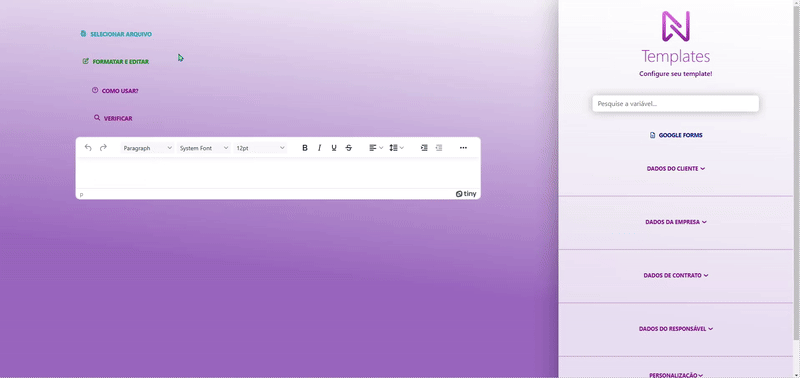 SELECIONAR ARQUIVO
FORMATAR E EDITAR
COMO USAR?
VERIFICAR
Paragraph System Font 12pt B I U S
p tiny
N
Templates
Configure seu template!
Pesquise a variável...
GOOGLE FORMS
DADOS DO CLIENTE
DADOS DA EMPRESA
DADOS DE CONTRATO
DADOS DO RESPONSÁVEL
PERSONALIZAÇÃO